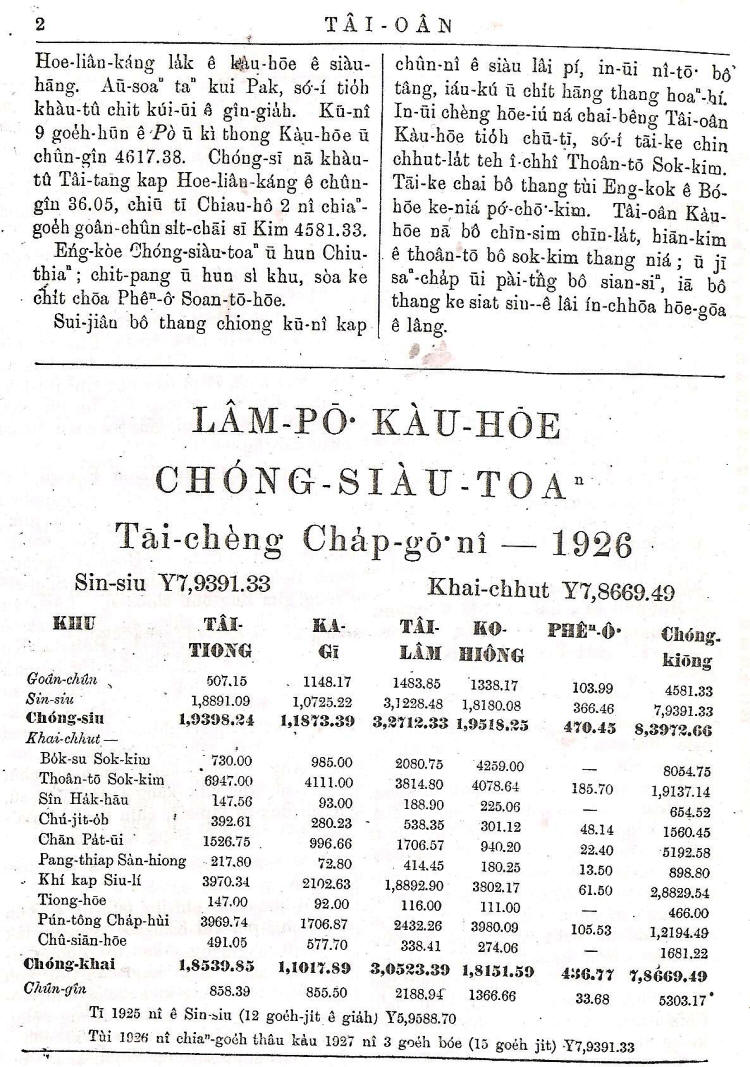 2 TÂI-OÂN
Hoe-liân-káng la̍k ê kàu-hōe ê siàu-
hāng. Aū-soaⁿ taⁿ kui Pak, só͘-í tio̍h
khàu-tû chit kúi-ūi ê gîn-gia̍h. Kū-nî
9 goe̍h-hūn ê Pò ū kì thong Kàu-hōe ū
chûn-gîn 4617.38. Chóng-sī nā khàu-
tû Tâi-tang kap Hoe-liân-káng ê chûn-
gîn 36.05, chiū tī Chiau-hô 2 nî chiaⁿ-
goe̍h goân-chûn si̍t-chāi sī Kim 4581.33.
Eńg-kòe Chóng-siàu-toaⁿ ū hun Chiu-
thiaⁿ; chit-pang ū hun sì khu, sòa ke
chi̍t chōa Phêⁿ-ô͘ Soan-tō-hōe.
Sui-jiân bô thang chiong kū-nî kap
chûn-nî ê siàu lâi pí, in-ūi nî-tō͘ bô
tâng, iáu-kú ū chi̍t hāng thang hoaⁿ-hí.
In-ūi chèng hōe-iú ná chai-bêng Tâi-oân
Kàu-hōe tio̍h chū-tī, só͘-í tāi-ke chin
chhut-la̍t teh î-chhî Thoân-tō Sok-kim.
Tāi-ke chai bô thang tùi Eng-kok ê Bó-
hōe ke-niá pó͘-chō͘-kim. Tâi-oân Kàu-
hōe nā bô chīn-sim chīn-la̍t, hiān-kim
ê thoân-tō bô sok-kim thang niá; ū jī
saⁿ-cha̍p ūi pài-tn̂g bô sian-siⁿ, iā bô
thang ke siat siu--ê lâi ín-chhōa hōe-gōa
ê lâng.
LÂM-PŌ͘ KÀU-HŌE
CHÓNG-SIÀU-TOAⁿ
Tāi-chèng Cha̍p-gō͘ nî — 1926
Sin-siu Y7,9391.33 Khai-chhut Y7,8669.49
KHU TÂI-TIONG KA-GĪ TÂI-LÂM KO-HIÔNG PHÊⁿ-Ô͘ Chóng-kiōng
Goân-chûn 507.15 1148.17 1483.85 1338.17 103.99 4581.33
Sin-siu 1,8891.09 1,0725.22 3,1228.48 1,8180.08 366.46 7,9391.33
Chóng-siu 1,9398.24 1,1873.39 3,2712.33 1,9518.25 470.45 8,3972.66
Khai-chhut —
Bo̍k-su Sok-kim 730.00 985.00 2080.75 4259.00 — 8054.75
Thoân-tō Sok-kim 6947.00 4111.00 3814.80 4078.64 185.70 1,9137.14
Sîn Ha̍k-hāu 147.56 93.00 188.90 225.06 — 654.52
Chú-ji̍t-o̍h 392.61 280.23 538.35 301.12 48.14 1560.45
Chān Pa̍t-ūi 1526.75 996.66 1706.57 940.20 22.40 5192.58
Pang-thiap Sàn-hiong 217.80 72.80 414.45 180.25 13.50 898.80
Khí kap Siu-lí 3970.34 2102.63 1,8892.90 3802.17 61.50 2,8829.54
Tiong-hōe 147.00 92.00 116.00 111.00 — 466.00
Pún-tông Cha̍p-hùi 3969.74 1706.87 2432.26 3980.09 105.53 1,2194.49
Chû-siān-hōe 491.05 577.70 338.41 274.06 — 1681.22
Chóng-khai 1,8539.85 1,1017.89 3,0523.39 1,8151.59 436.77 7,8669.49
Chûn-gîn 858.39 855.50 2188.94 1366.66 33.68 5303.17
Tī 1925 nî ê Sin-siu (12 goe̍h-ji̍t ê gia̍h) Y5,9588.70
Tùi 1926 nî chiaⁿ-goe̍h thâu kàu 1927 nî 3 goe̍h bóe (15 goe̍h ji̍t) Y7,9391.33